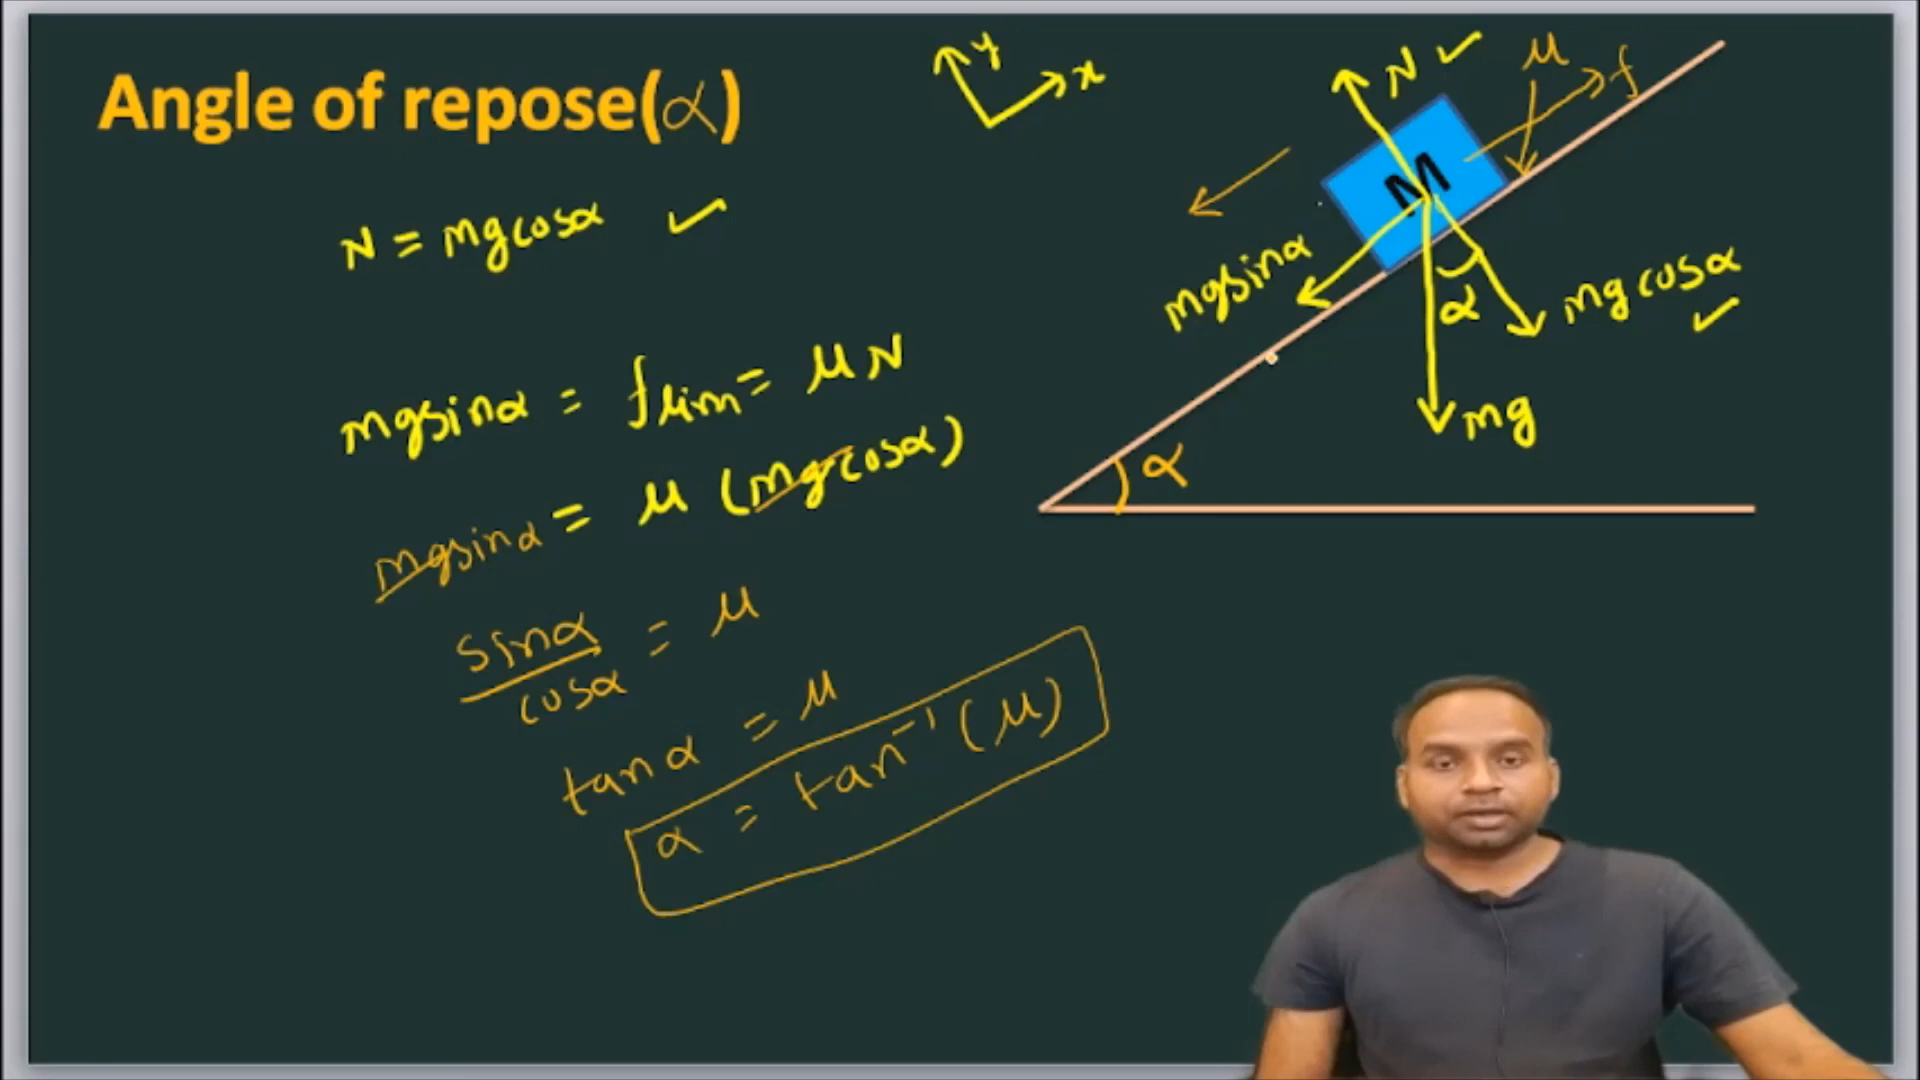 Angle of repose(α)
N = mgcosα
mgsinα = flim = μN
mgsinα = μ (mgcosα)
sinα
cosα
= μ
tanα = μ
α = tan⁻¹ (μ)
y
x
N
μ
f
M
mgsinα
α
mgcosα
mg
α